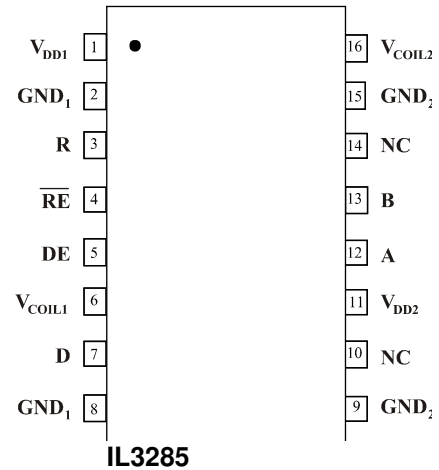 V_DD1 1 16 V_COIL2
GND_1 2 15 GND_2
R 3 14 NC
R̅E̅ 4 13 B
DE 5 12 A
V_COIL1 6 11 V_DD2
D 7 10 NC
GND_1 8 9 GND_2
IL3285